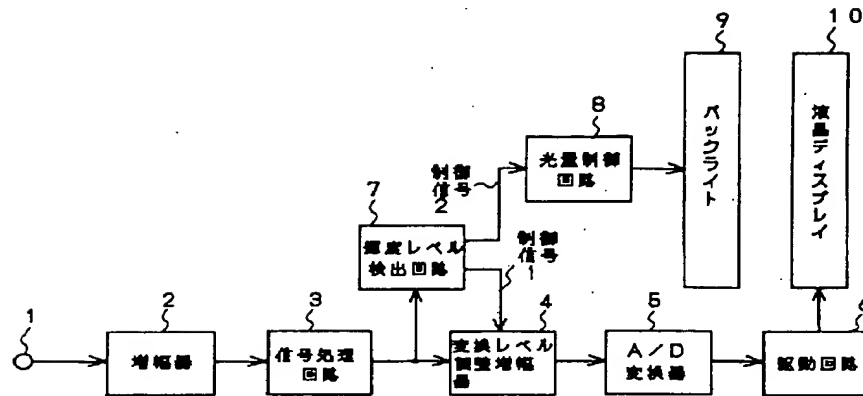 10
9
バックライト
液晶ディスプレイ
8
光量制御
回路
制御
信号
2
7
輝度レベル
検出回路
制御
信号
1
1
2
増幅器
3
信号処理
回路
4
変換レベル
調整増幅
器
5
A/D
変換器
6
駆動回路